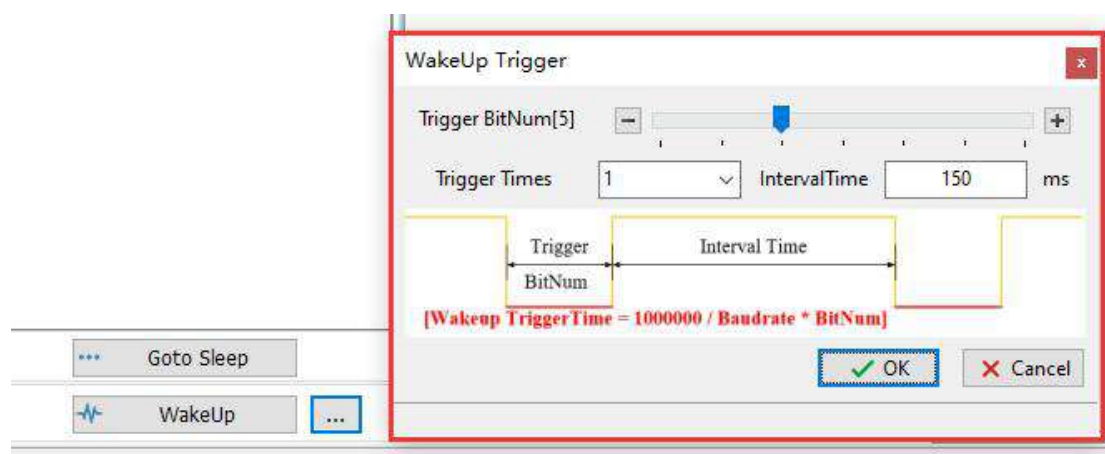 WakeUp Trigger
x
Trigger BitNum[5] − +
Trigger Times 1 IntervalTime 150 ms
Trigger Interval Time
BitNum
[Wakeup TriggerTime = 1000000 / Baudrate * BitNum]
OK Cancel
Goto Sleep
WakeUp ...